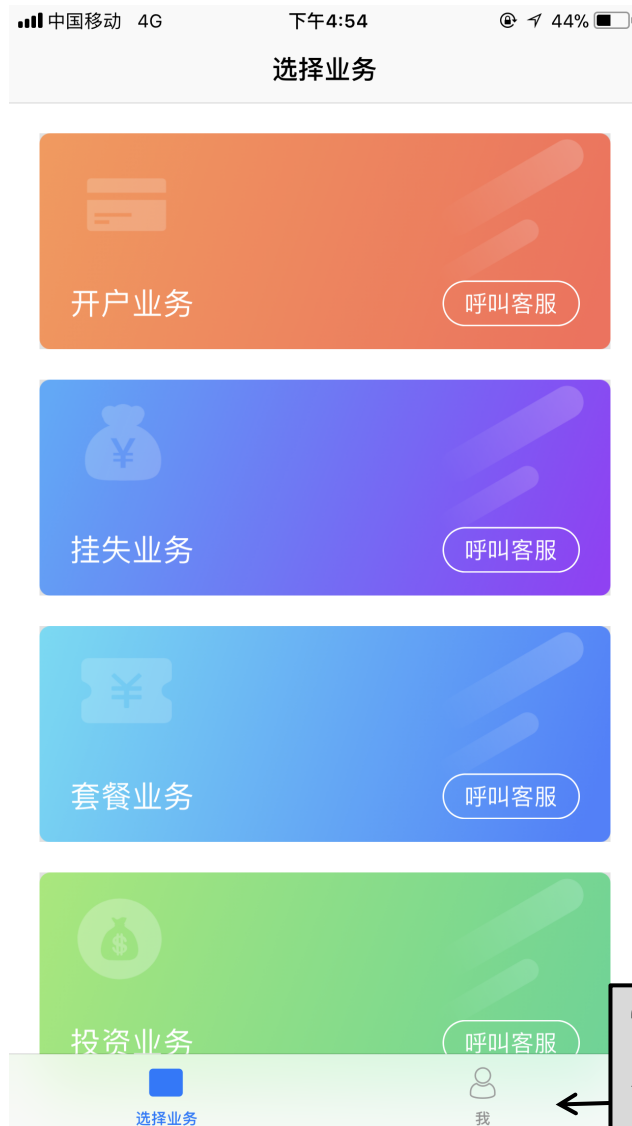 中国移动 4G 下午4:54 44%
选择业务
开户业务 呼叫客服
¥
挂失业务 呼叫客服
¥
套餐业务 呼叫客服
$
投资业务 呼叫客服
选择业务 我